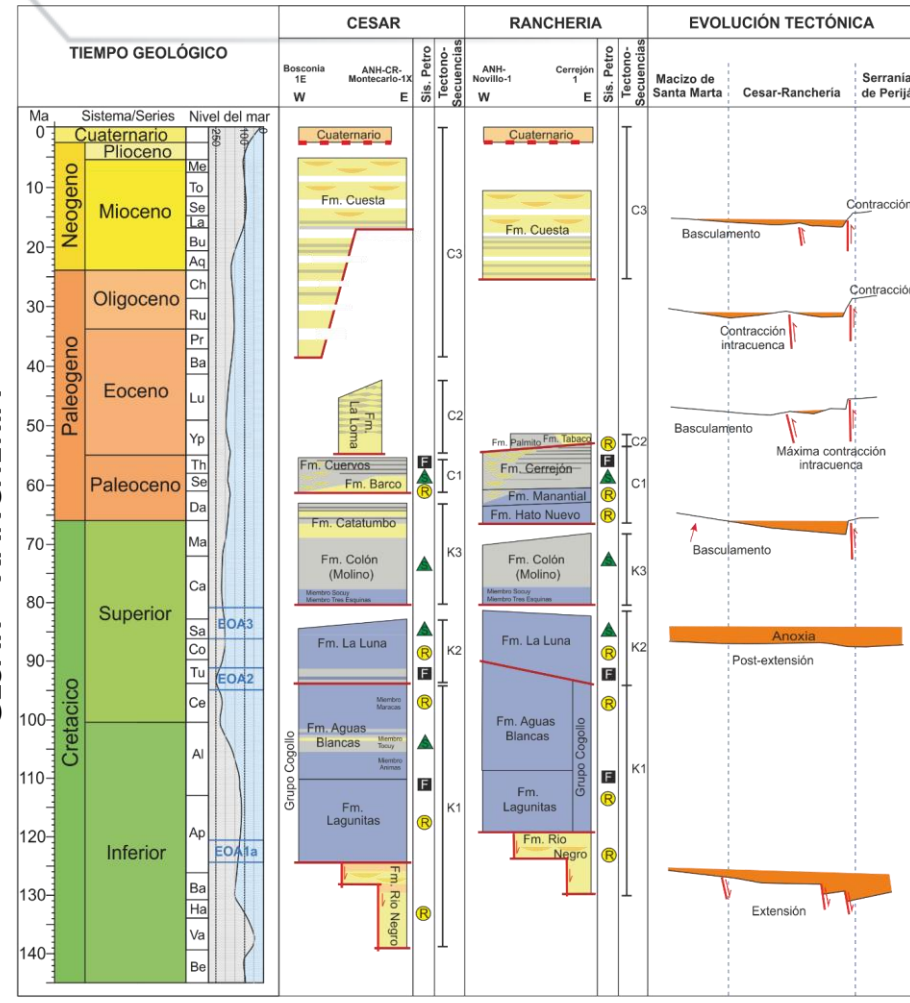 TIEMPO GEOLÓGICO
CESAR
RANCHERIA
EVOLUCIÓN TECTÓNICA
Bosconia 1E
W
ANH-CR-Montecarlo-1X
E
Sis. Petro
Tectono-Secuencias
ANH-Novillo-1
W
Cerrejón 1
E
Sis. Petro
Tectono-Secuencias
Macizo de Santa Marta
Cesar-Rancheria
Serranía de Perijá
Ma
Sistema/Series
Nivel del mar
250
100
0
0
10
20
30
40
50
60
70
80
90
100
110
120
130
140
Cuaternario
Neogeno
Plioceno
Mioceno
Paleogeno
Oligoceno
Eoceno
Paleoceno
Cretacico
Superior
Inferior
Me
To
Se
La
Bu
Aq
Ch
Ru
Pr
Ba
Lu
Yp
Th
Se
Da
Ma
Ca
Sa
Co
Tu
Ce
Al
Ap
Ba
Ha
Va
Be
EOA3
EOA2
EOA1a
Cuaternario
Fm. Cuesta
Fm. La Loma
Fm. Cuervos
Fm. Barco
Fm. Catatumbo
Fm. Colón
(Molino)
Miembro Socuy
Miembro Tres Esquinas
Fm. La Luna
Grupo Cogollo
Miembro Maracas
Fm. Aguas Blancas
Miembro Tocuy
Miembro Animas
Fm. Lagunitas
Fm. Rio Negro
F
S
R
S
S
R
F
R
S
F
R
R
C3
C2
C1
K3
K2
K1
Cuaternario
Fm. Cuesta
Fm. Palmito
Fm. Tabaco
Fm. Cerrejón
Fm. Manantial
Fm. Hato Nuevo
Fm. Colón
(Molino)
Miembro Socuy
Miembro Tres Esquinas
Fm. La Luna
Fm. Aguas Blancas
Grupo Cogollo
Fm. Lagunitas
Fm. Rio Negro
R
F
S
R
R
S
S
R
F
F
R
R
C3
C2
C1
K3
K2
K1
Contracción
Basculamento
Contracción
Contracción intracuenca
Basculamento
Máxima contracción intracuenca
Basculamento
Anoxia
Post-extensión
Extensión